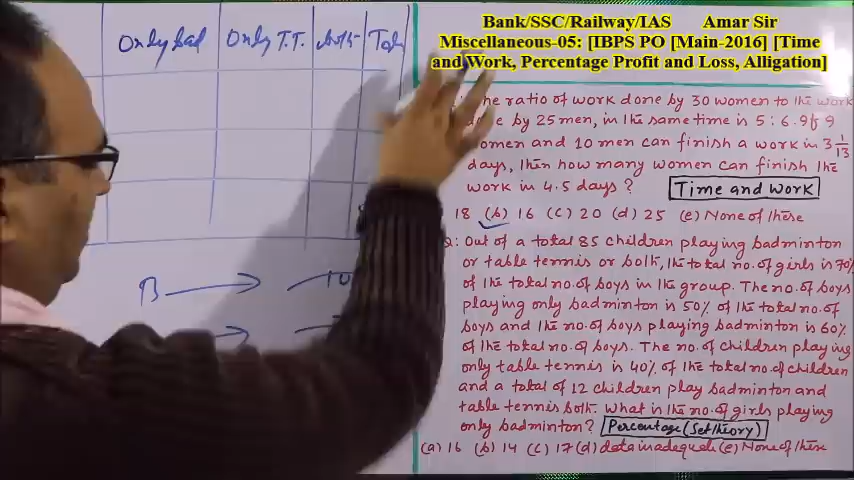 Only bad Only T.T. both
B
10
Bank/SSC/Railway/IAS Amar Sir
Miscellaneous-05: [IBPS PO [Main-2016] [Time
and Work, Percentage Profit and Loss, Alligation]
the ratio of work done by 30 women to the work
done by 25 men, in the same time is 5:6. If 9
women and 10 men can finish a work in 3 1/13
days, then how many women can finish the
work in 4.5 days? Time and work
18 (b) 16 (c) 20 (d) 25 (e) None of these
Out of a total 85 children playing badminton
or table tennis or both, the total no. of girls is 70%
of the total no. of boys in the group. The no. of boys
playing only badminton is 50% of the total no. of
boys and the no. of boys playing badminton is 60%
of the total no. of boys. The no. of children playing
only table tennis is 40% of the total no. of children
and a total of 12 children play badminton and
table tennis both. What is the no. of girls playing
only badminton? Percentage (Set theory)
(a) 16 (b) 14 (c) 17 (d) data inadequate (e) None of these